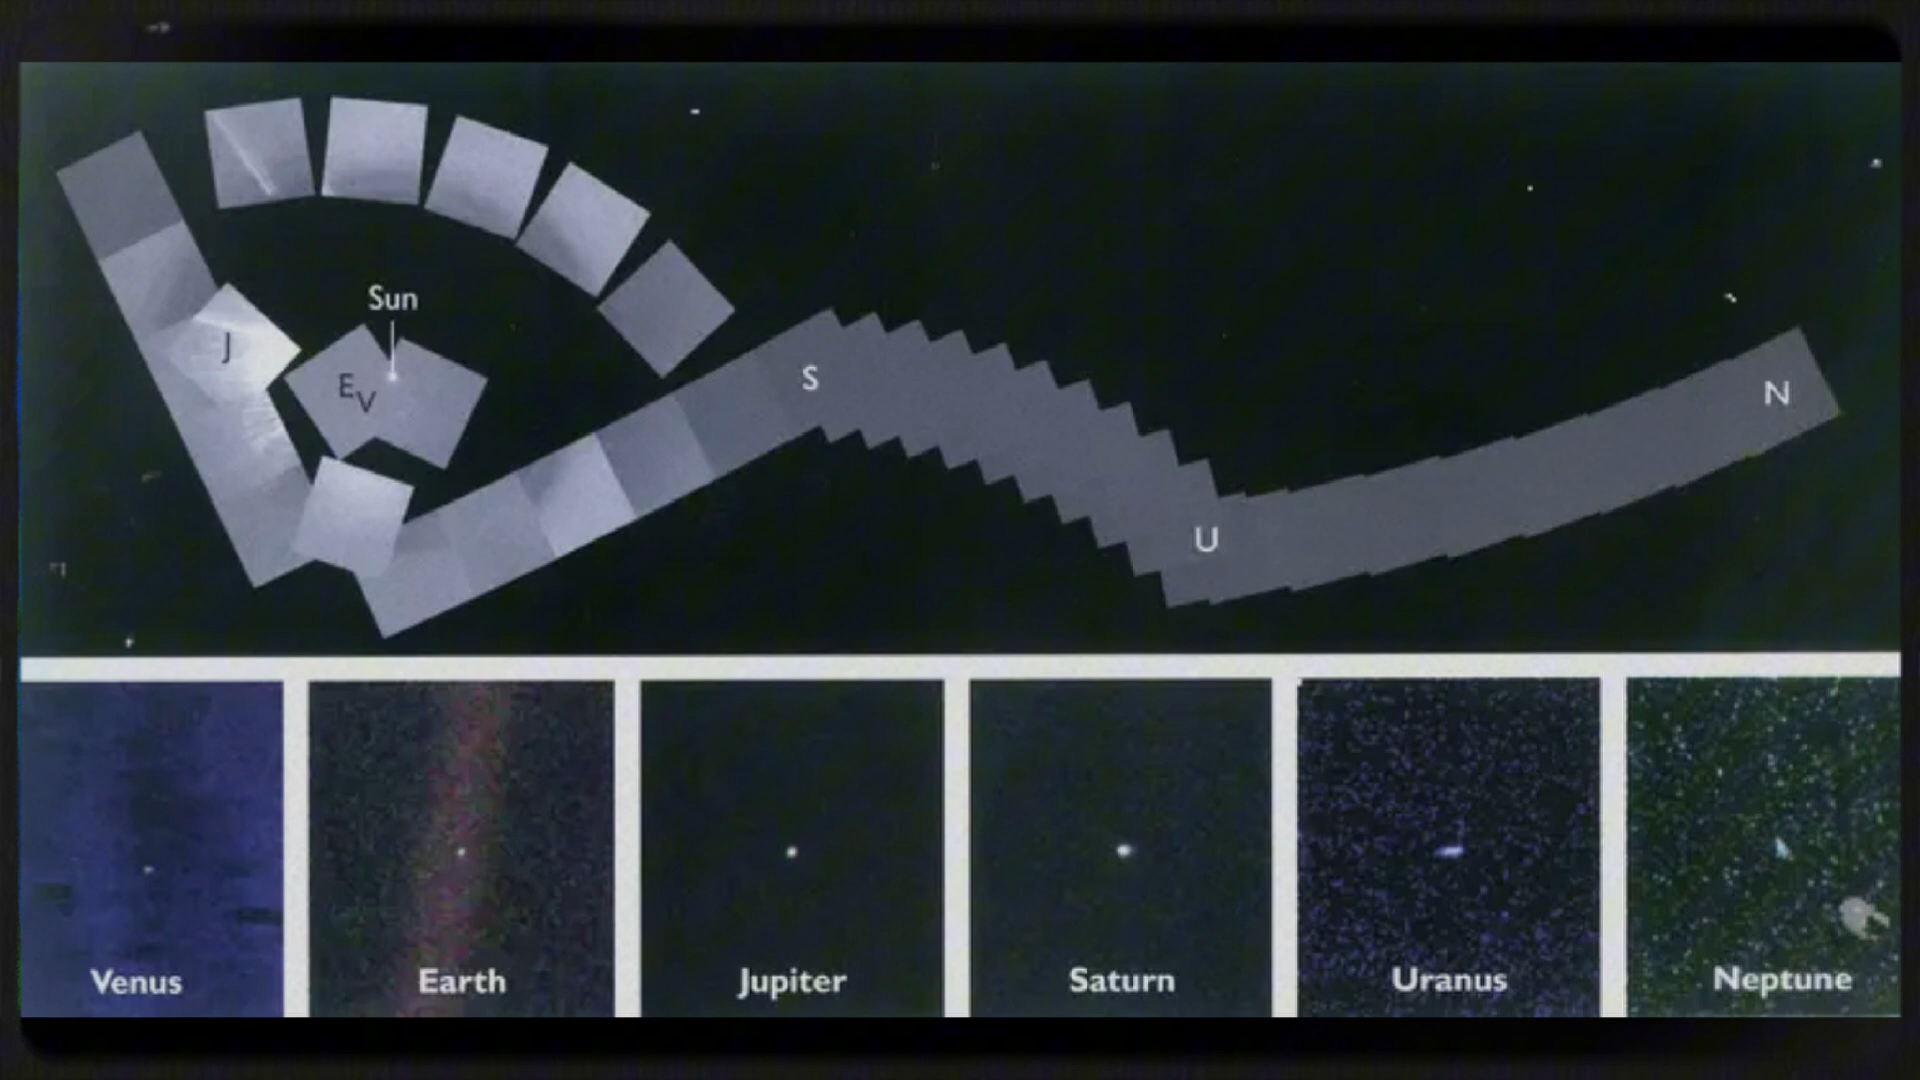 Sun
J
E
V
S
N
U
Venus
Earth
Jupiter
Saturn
Uranus
Neptune